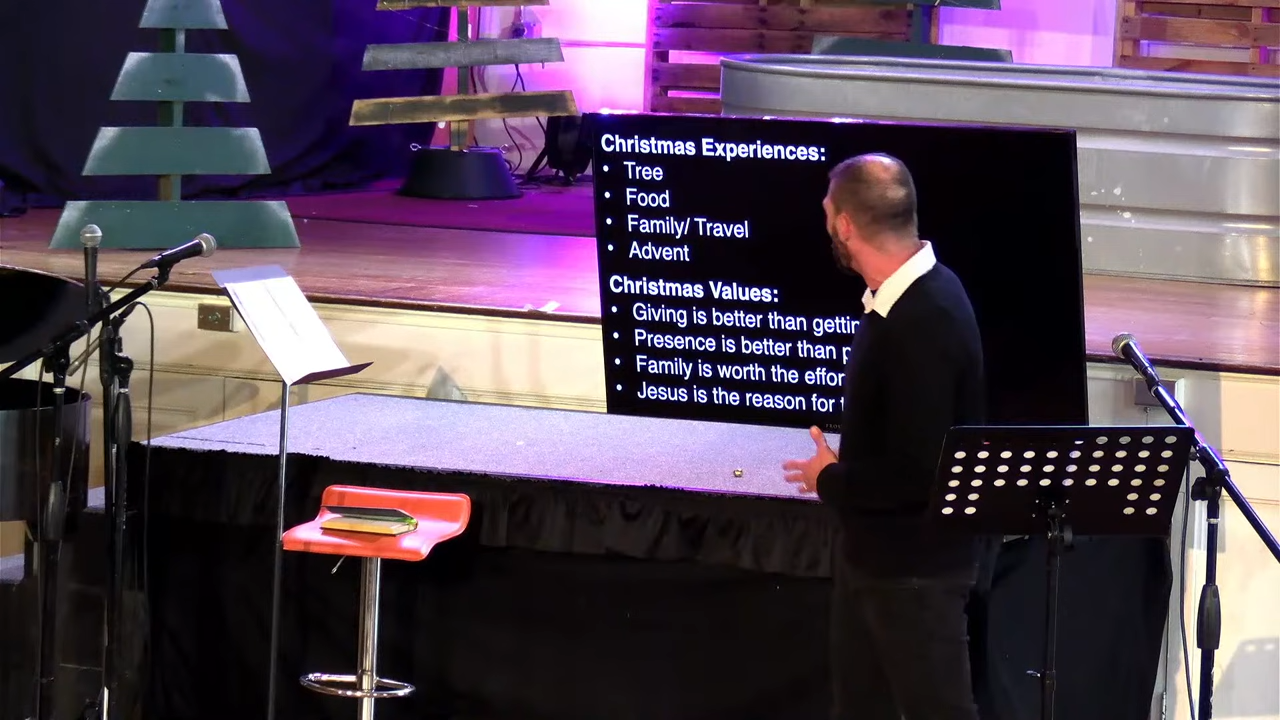 Christmas Experiences:
• Tree
• Food
• Family/ Travel
• Advent
Christmas Values:
• Giving is better than gettin
• Presence is better than p
• Family is worth the effor
• Jesus is the reason for